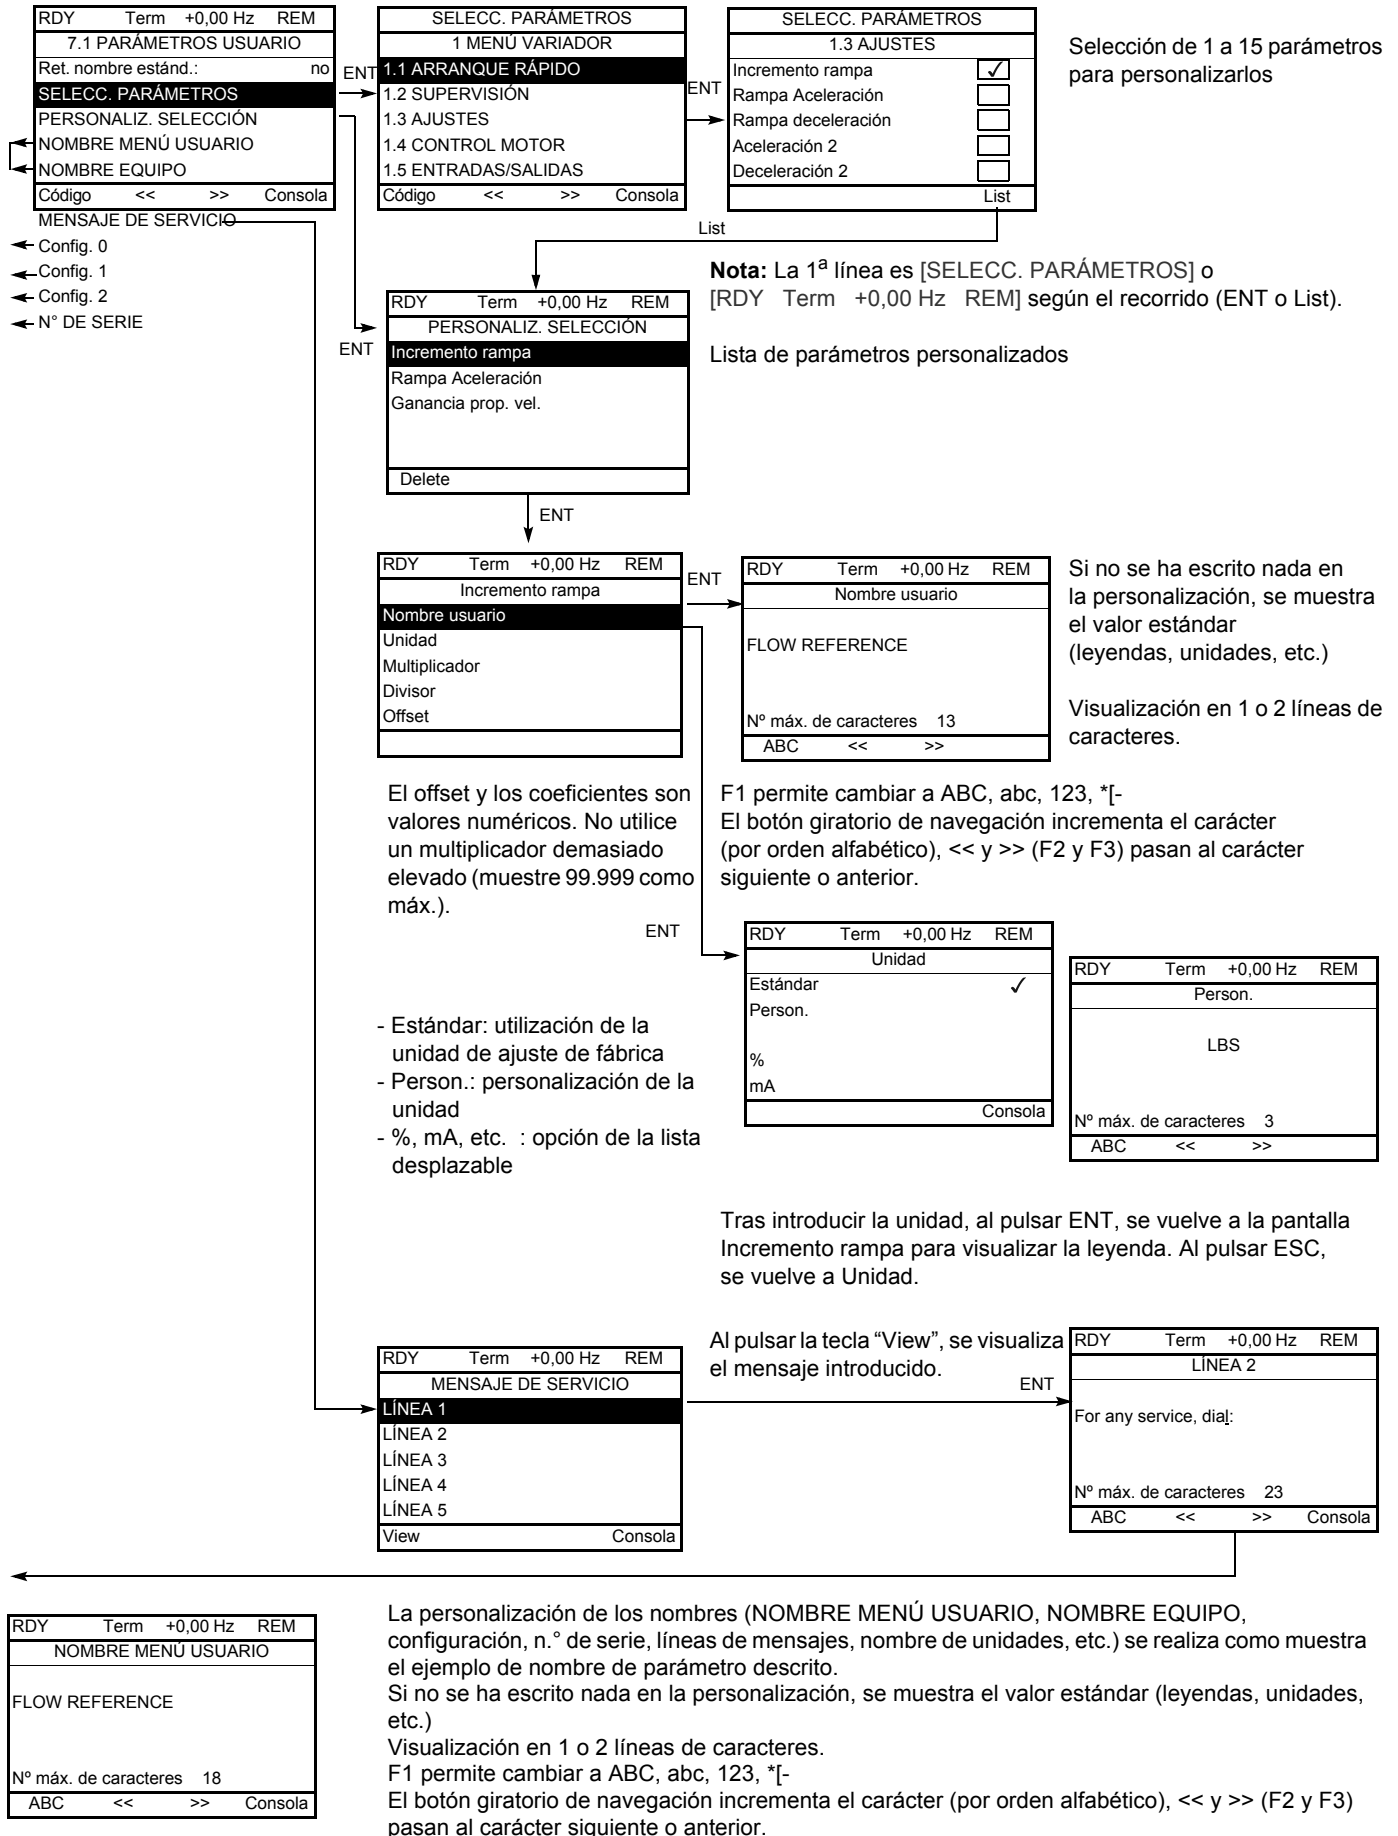 RDY Term +0,00 Hz REM
7.1 PARÁMETROS USUARIO
Ret. nombre estánd.: no
SELECC. PARÁMETROS
PERSONALIZ. SELECCIÓN
NOMBRE MENÚ USUARIO
NOMBRE EQUIPO
Código << >> Consola
MENSAJE DE SERVICIO
Config. 0
Config. 1
Config. 2
N° DE SERIE
ENT
SELECC. PARÁMETROS
1 MENÚ VARIADOR
1.1 ARRANQUE RÁPIDO
1.2 SUPERVISIÓN
1.3 AJUSTES
1.4 CONTROL MOTOR
1.5 ENTRADAS/SALIDAS
Código << >> Consola
ENT
SELECC. PARÁMETROS
1.3 AJUSTES
Incremento rampa ✓
Rampa Aceleración
Rampa deceleración
Aceleración 2
Deceleración 2
List
Selección de 1 a 15 parámetros
para personalizarlos
List
Nota: La 1ª línea es [SELECC. PARÁMETROS] o
[RDY Term +0,00 Hz REM] según el recorrido (ENT o List).
ENT
RDY Term +0,00 Hz REM
PERSONALIZ. SELECCIÓN
Incremento rampa
Rampa Aceleración
Ganancia prop. vel.
Delete
Lista de parámetros personalizados
ENT
RDY Term +0,00 Hz REM
Incremento rampa
Nombre usuario
Unidad
Multiplicador
Divisor
Offset
ENT
RDY Term +0,00 Hz REM
Nombre usuario
FLOW REFERENCE
Nº máx. de caracteres 13
ABC << >>
Si no se ha escrito nada en
la personalización, se muestra
el valor estándar
(leyendas, unidades, etc.)
Visualización en 1 o 2 líneas de
caracteres.
El offset y los coeficientes son
valores numéricos. No utilice
un multiplicador demasiado
elevado (muestre 99.999 como
máx.).
F1 permite cambiar a ABC, abc, 123, *[-
El botón giratorio de navegación incrementa el carácter
(por orden alfabético), << y >> (F2 y F3) pasan al carácter
siguiente o anterior.
ENT
RDY Term +0,00 Hz REM
Unidad
Estándar ✓
Person.
%
mA
Consola
RDY Term +0,00 Hz REM
Person.
LBS
Nº máx. de caracteres 3
ABC << >>
- Estándar: utilización de la
unidad de ajuste de fábrica
- Person.: personalización de la
unidad
- %, mA, etc. : opción de la lista
desplazable
Tras introducir la unidad, al pulsar ENT, se vuelve a la pantalla
Incremento rampa para visualizar la leyenda. Al pulsar ESC,
se vuelve a Unidad.
RDY Term +0,00 Hz REM
MENSAJE DE SERVICIO
LÍNEA 1
LÍNEA 2
LÍNEA 3
LÍNEA 4
LÍNEA 5
View Consola
Al pulsar la tecla “View”, se visualiza
el mensaje introducido.
ENT
RDY Term +0,00 Hz REM
LÍNEA 2
For any service, dial:
Nº máx. de caracteres 23
ABC << >> Consola
RDY Term +0,00 Hz REM
NOMBRE MENÚ USUARIO
FLOW REFERENCE
Nº máx. de caracteres 18
ABC << >> Consola
La personalización de los nombres (NOMBRE MENÚ USUARIO, NOMBRE EQUIPO,
configuración, n.° de serie, líneas de mensajes, nombre de unidades, etc.) se realiza como muestra
el ejemplo de nombre de parámetro descrito.
Si no se ha escrito nada en la personalización, se muestra el valor estándar (leyendas, unidades,
etc.)
Visualización en 1 o 2 líneas de caracteres.
F1 permite cambiar a ABC, abc, 123, *[-
El botón giratorio de navegación incrementa el carácter (por orden alfabético), << y >> (F2 y F3)
pasan al carácter siguiente o anterior.